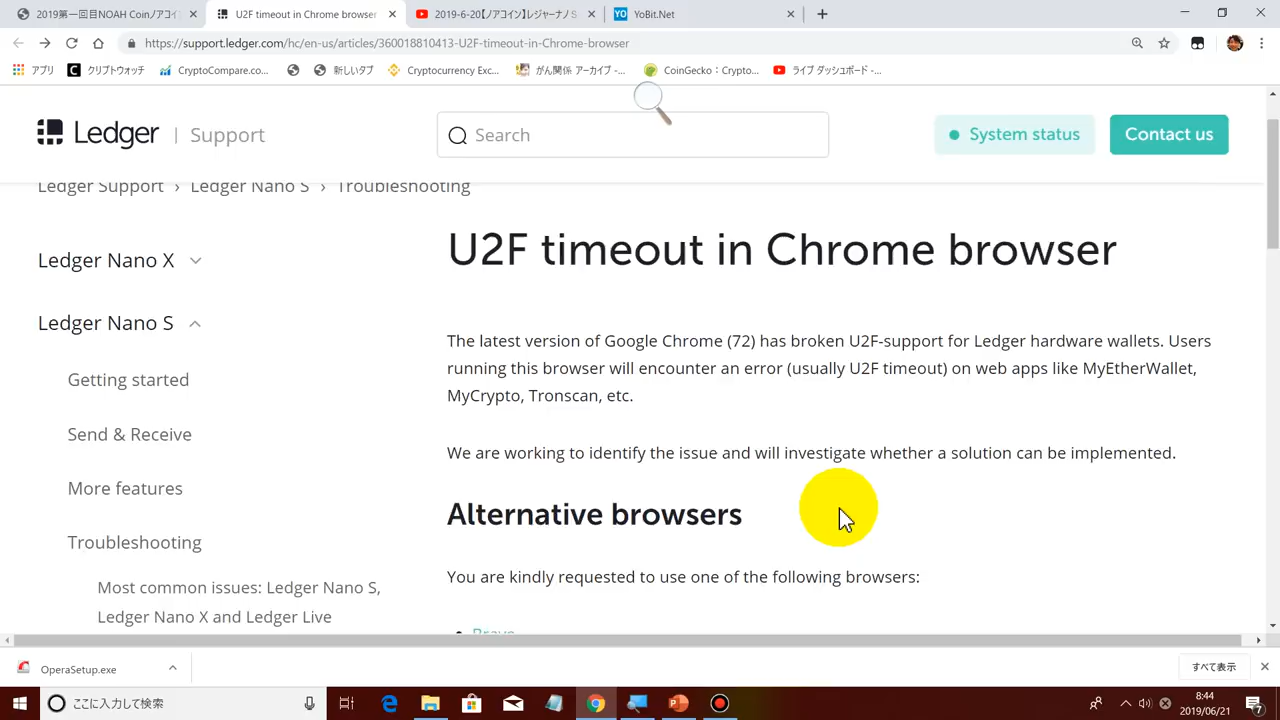 2019第一回目NOAH Coinノアコイ
U2F timeout in Chrome browser
2019-6-20【ノアコイン】レジャーナノ S
YO YoBit.Net
https://support.ledger.com/hc/en-us/articles/360018810413-U2F-timeout-in-Chrome-browser
アプリ
クリプトウォッチ
CryptoCompare.co...
新しいタブ
Cryptocurrency Exc...
がん関係 アーカイブ -...
CoinGecko：Crypto...
ライブ ダッシュボード -...
Ledger | Support
Search
System status
Contact us
Ledger Support › Ledger Nano S › Troubleshooting
Ledger Nano X
Ledger Nano S
Getting started
Send & Receive
More features
Troubleshooting
Most common issues: Ledger Nano S,
Ledger Nano X and Ledger Live
U2F timeout in Chrome browser
The latest version of Google Chrome (72) has broken U2F-support for Ledger hardware wallets. Users
running this browser will encounter an error (usually U2F timeout) on web apps like MyEtherWallet,
MyCrypto, Tronscan, etc.
We are working to identify the issue and will investigate whether a solution can be implemented.
Alternative browsers
You are kindly requested to use one of the following browsers:
Brave
OperaSetup.exe
すべて表示
ここに入力して検索
8:44
2019/06/21
7